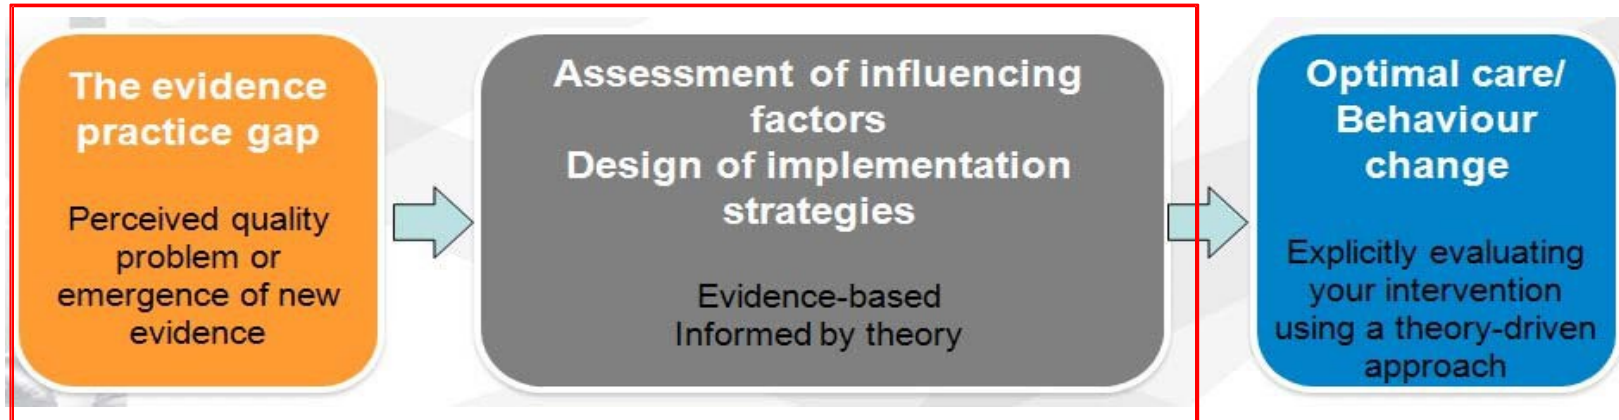 The evidence
practice gap
Perceived quality
problem or
emergence of new
evidence
Assessment of influencing
factors
Design of implementation
strategies
Evidence-based
Informed by theory
Optimal care/
Behaviour
change
Explicitly evaluating
your intervention
using a theory-driven
approach